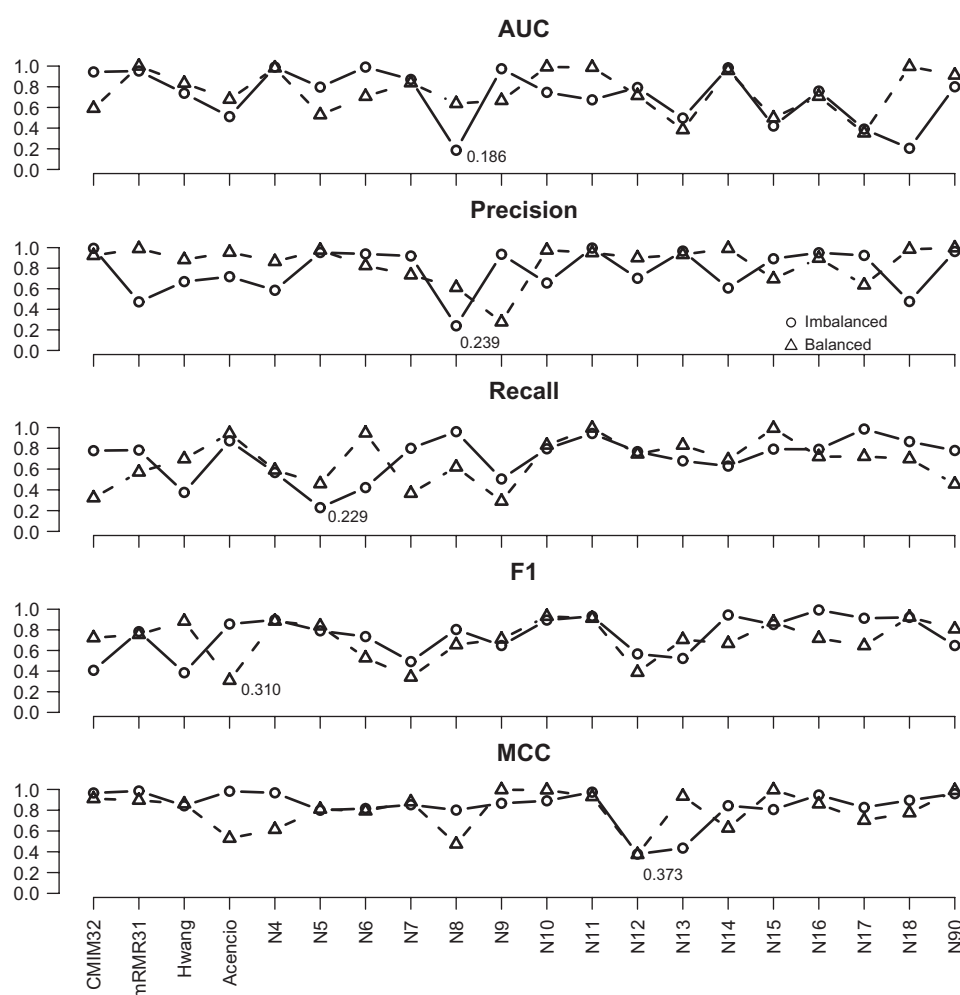 AUC
1.0
0.8
0.6
0.4
0.2
0.0
0.186
Precision
1.0
0.8
0.6
0.4
0.2
0.0
0.239
Imbalanced
Balanced
Recall
1.0
0.8
0.6
0.4
0.2
0.0
0.229
F1
1.0
0.8
0.6
0.4
0.2
0.0
0.310
MCC
1.0
0.8
0.6
0.4
0.2
0.0
0.373
CMIM32
mRMR31
Hwang
Acencio
N4
N5
N6
N7
N8
N9
N10
N11
N12
N13
N14
N15
N16
N17
N18
N90